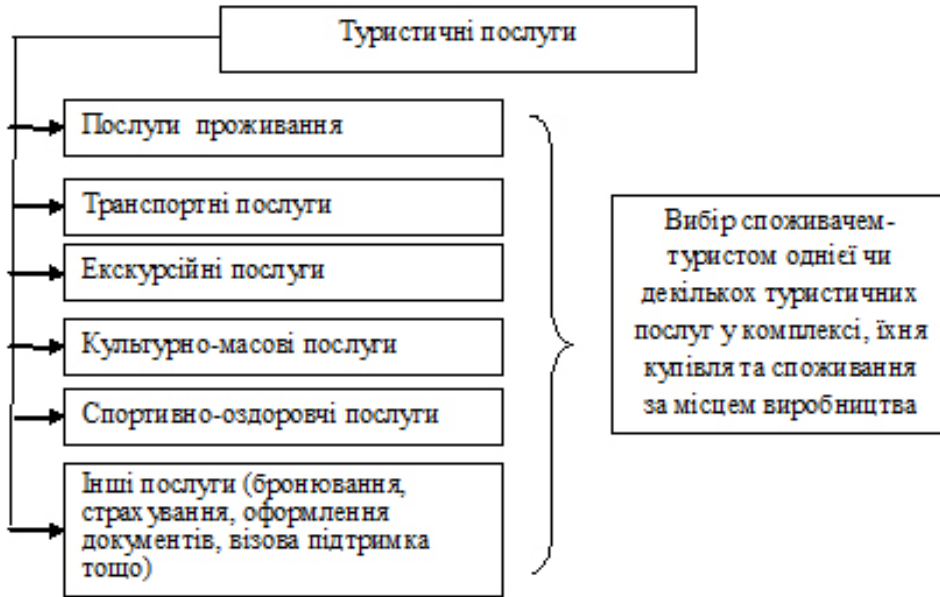 Туристичні послуги
Послуги проживання
Транспортні послуги
Екскурсійні послуги
Культурно-масові послуги
Спортивно-оздоровчі послуги
Інші послуги (бронювання,
страхування, оформлення
документів, візова підтримка
тощо)
Вибір споживачем-
туристом однієї чи
декількох туристичних
послуг у комплексі, їхня
купівля та споживання
за місцем виробництва